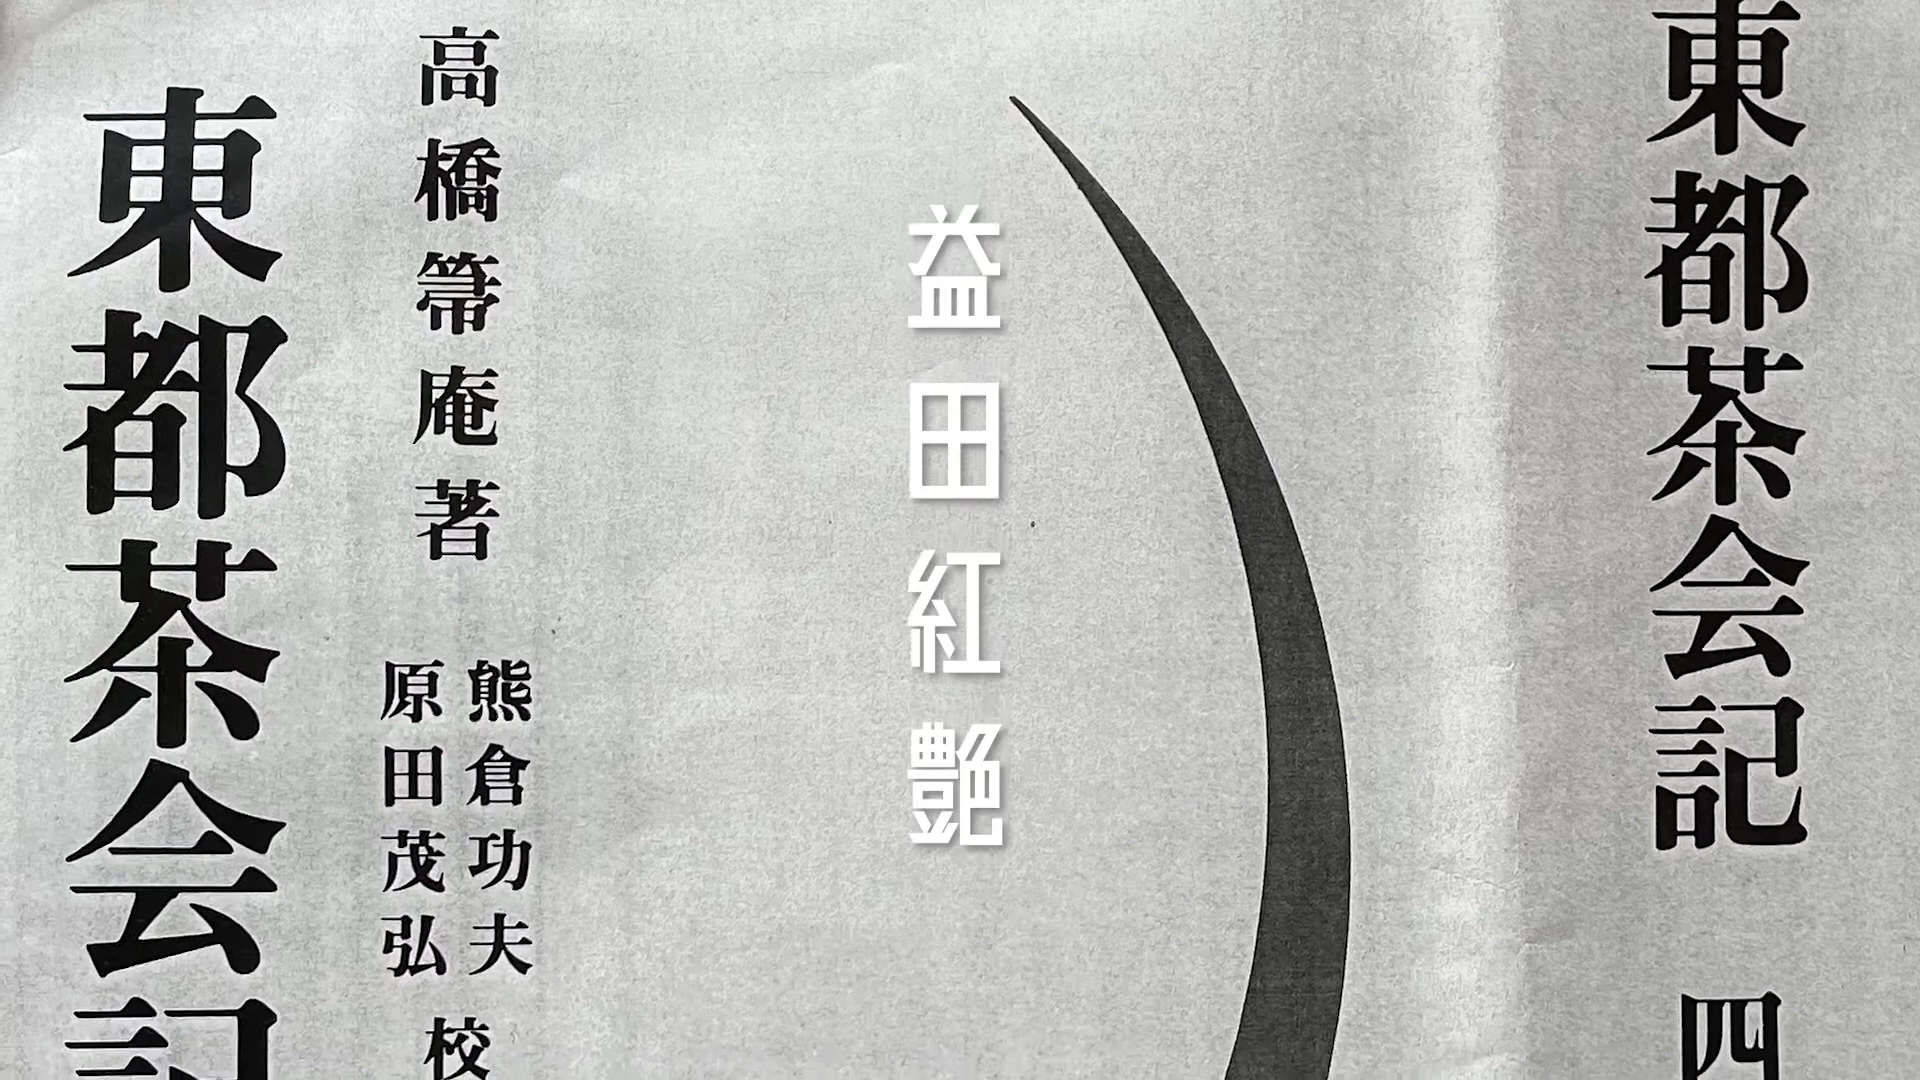 東都茶会記
四
益田紅艶
高橋箒庵著
熊倉功夫
原田茂弘
校
東都茶会記